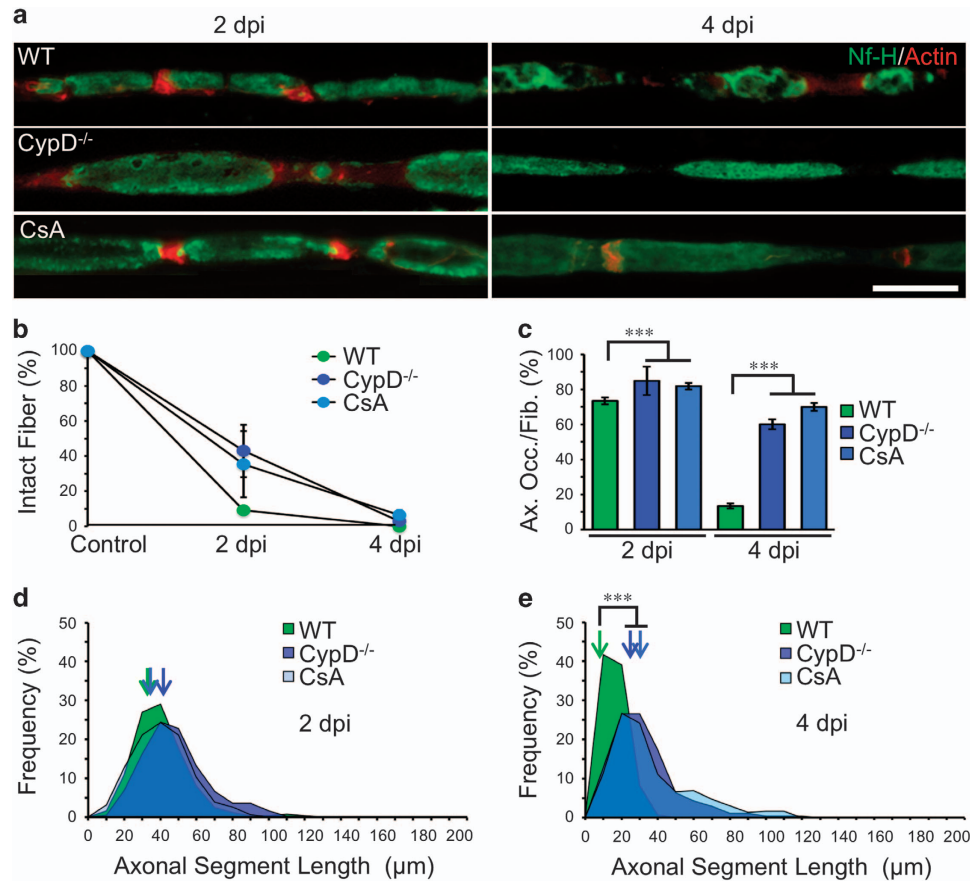 a
2 dpi
4 dpi
WT
Nf-H/Actin
CypD-/-
CsA
b
Intact Fiber (%)
100
80
60
40
20
0
Control
2 dpi
4 dpi
WT
CypD-/-
CsA
c
Ax. Occ./Fib. (%)
100
80
60
40
20
0
***
***
2 dpi
4 dpi
WT
CypD-/-
CsA
d
Frequency (%)
50
40
30
20
10
0
WT
CypD-/-
CsA
2 dpi
0 20 40 60 80 100 120 140 160 180 200
Axonal Segment Length (µm)
e
Frequency (%)
50
40
30
20
10
0
***
WT
CypD-/-
CsA
4 dpi
0 20 40 60 80 100 120 140 160 180 200
Axonal Segment Length (µm)